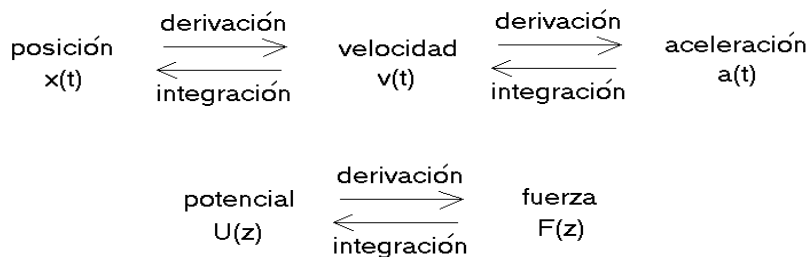 derivación derivación
posición velocidad aceleración
x(t) v(t) a(t)
integración integración
derivación
potencial fuerza
U(z) F(z)
integración